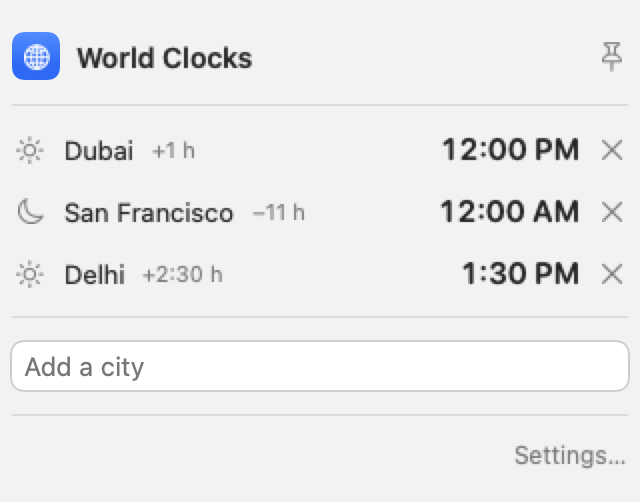 World Clocks
Dubai +1 h 12:00 PM
San Francisco −11 h 12:00 AM
Delhi +2:30 h 1:30 PM
Add a city
Settings...